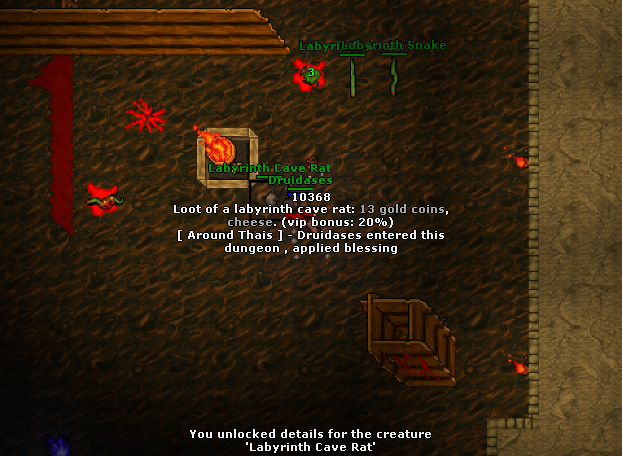 Labyrinth Snake
3
Labyrinth Cave Rat
Druidases
10368
Loot of a labyrinth cave rat: 13 gold coins,
cheese. (vip bonus: 20%)
[ Around Thais ] - Druidases entered this
dungeon , applied blessing
You unlocked details for the creature
'Labyrinth Cave Rat'